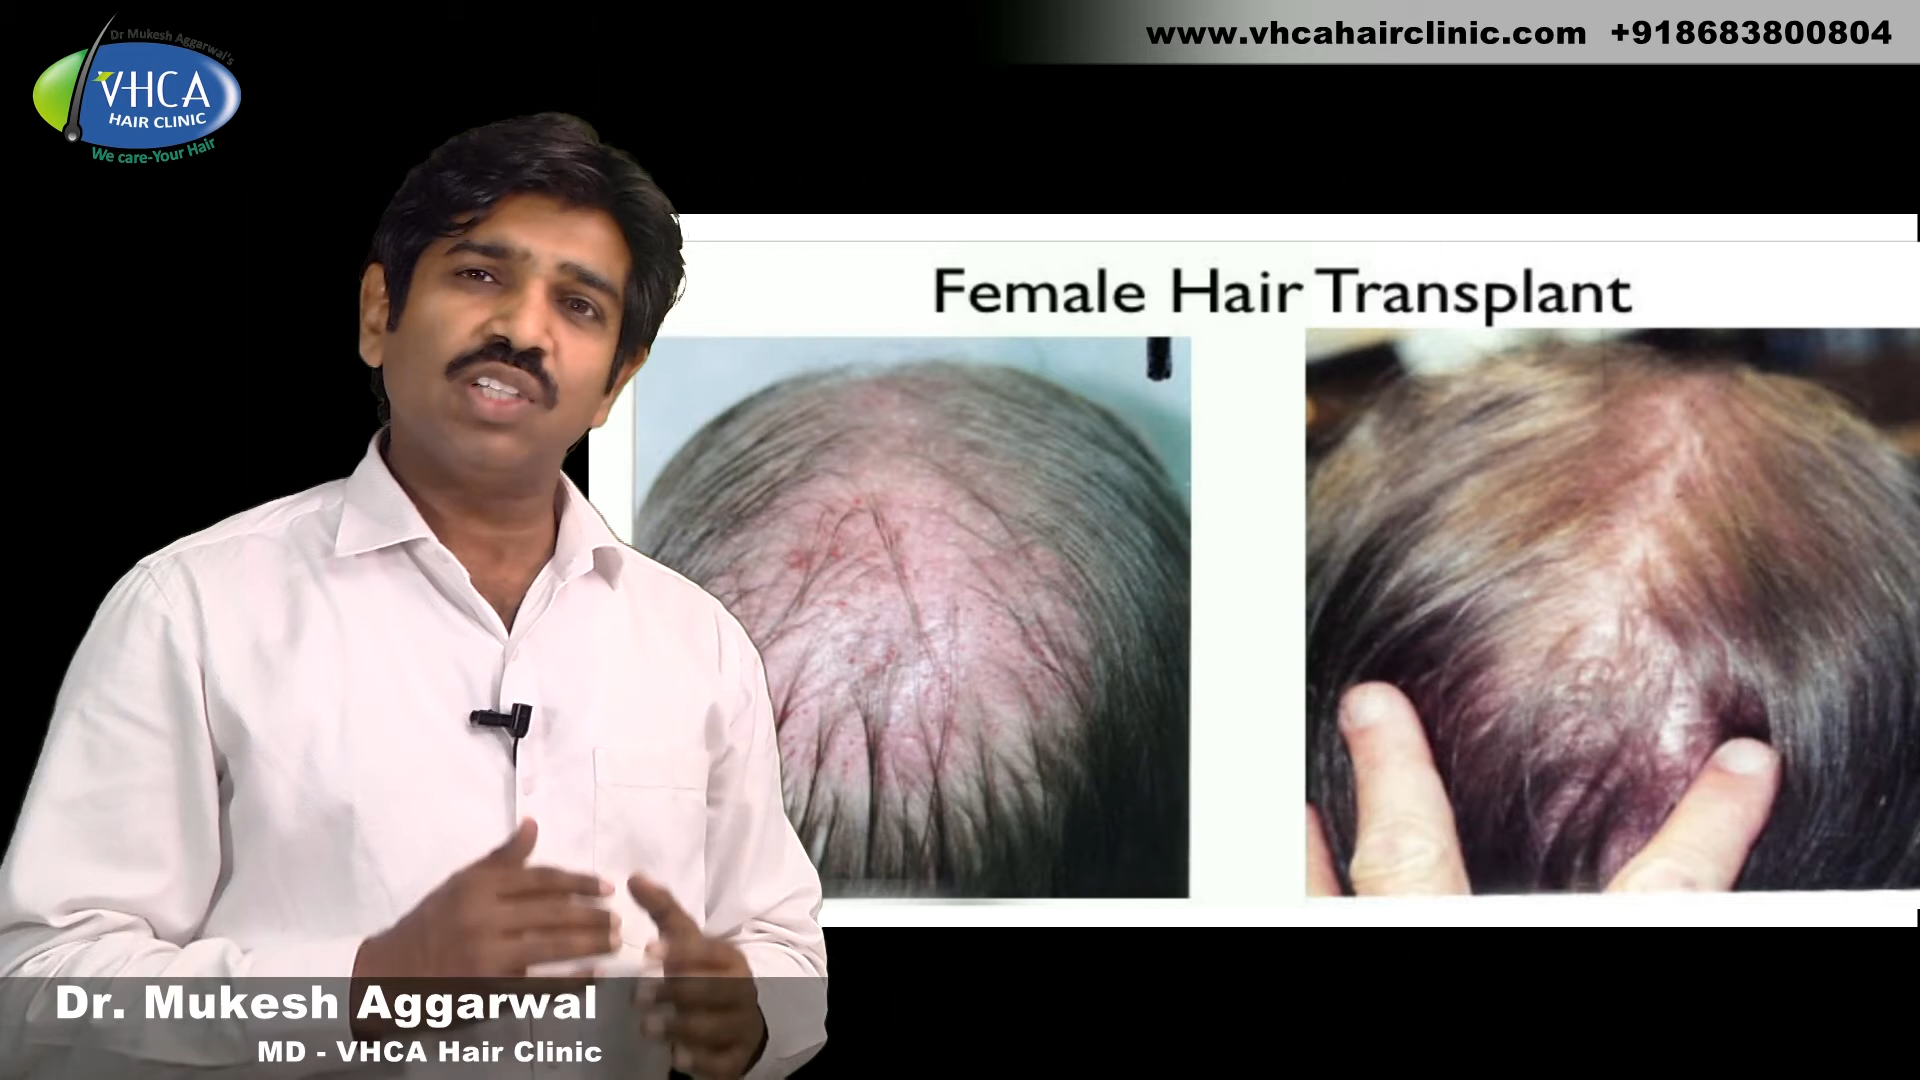 Dr Mukesh Aggarwal's
VHCA
HAIR CLINIC
We care-Your Hair
www.vhcahairclinic.com +918683800804
Female Hair Transplant
Dr. Mukesh Aggarwal
MD - VHCA Hair Clinic